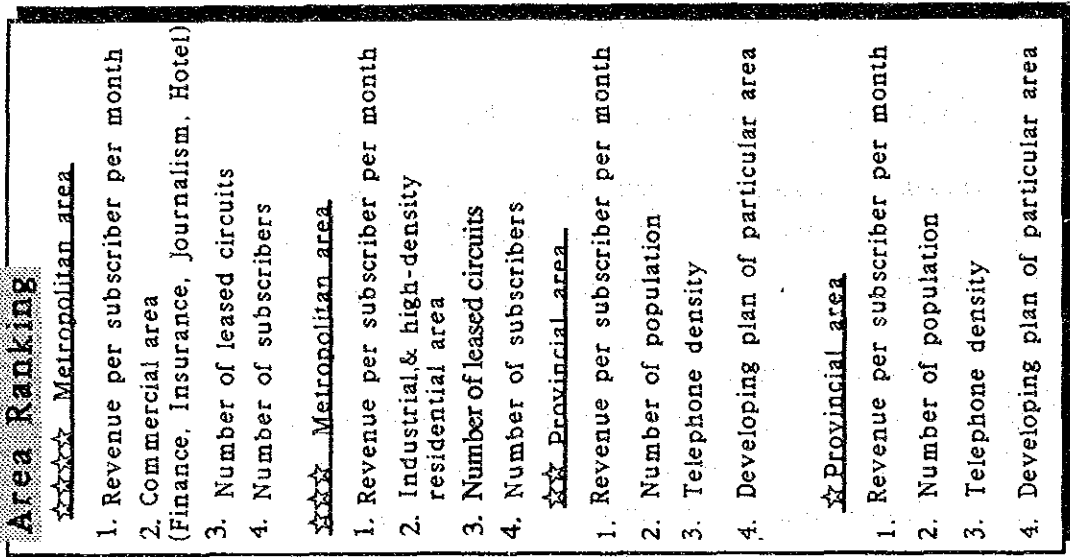 Area Ranking
☆☆☆☆ Metropolitan area
1. Revenue per subscriber per month
2. Commercial area
(Finance, Insurance, Journalism, Hotel)
3. Number of leased circuits
4. Number of subscribers
☆☆☆ Metropolitan area
1. Revenue per subscriber per month
2. Industrial,& high-density
residential area
3. Number of leased circuits
4. Number of subscribers
☆☆ Provincial area
1. Revenue per subscriber per month
2. Number of population
3. Telephone density
4. Developing plan of particular area
☆ Provincial area
1. Revenue per subscriber per month
2. Number of population
3. Telephone density
4. Developing plan of particular area